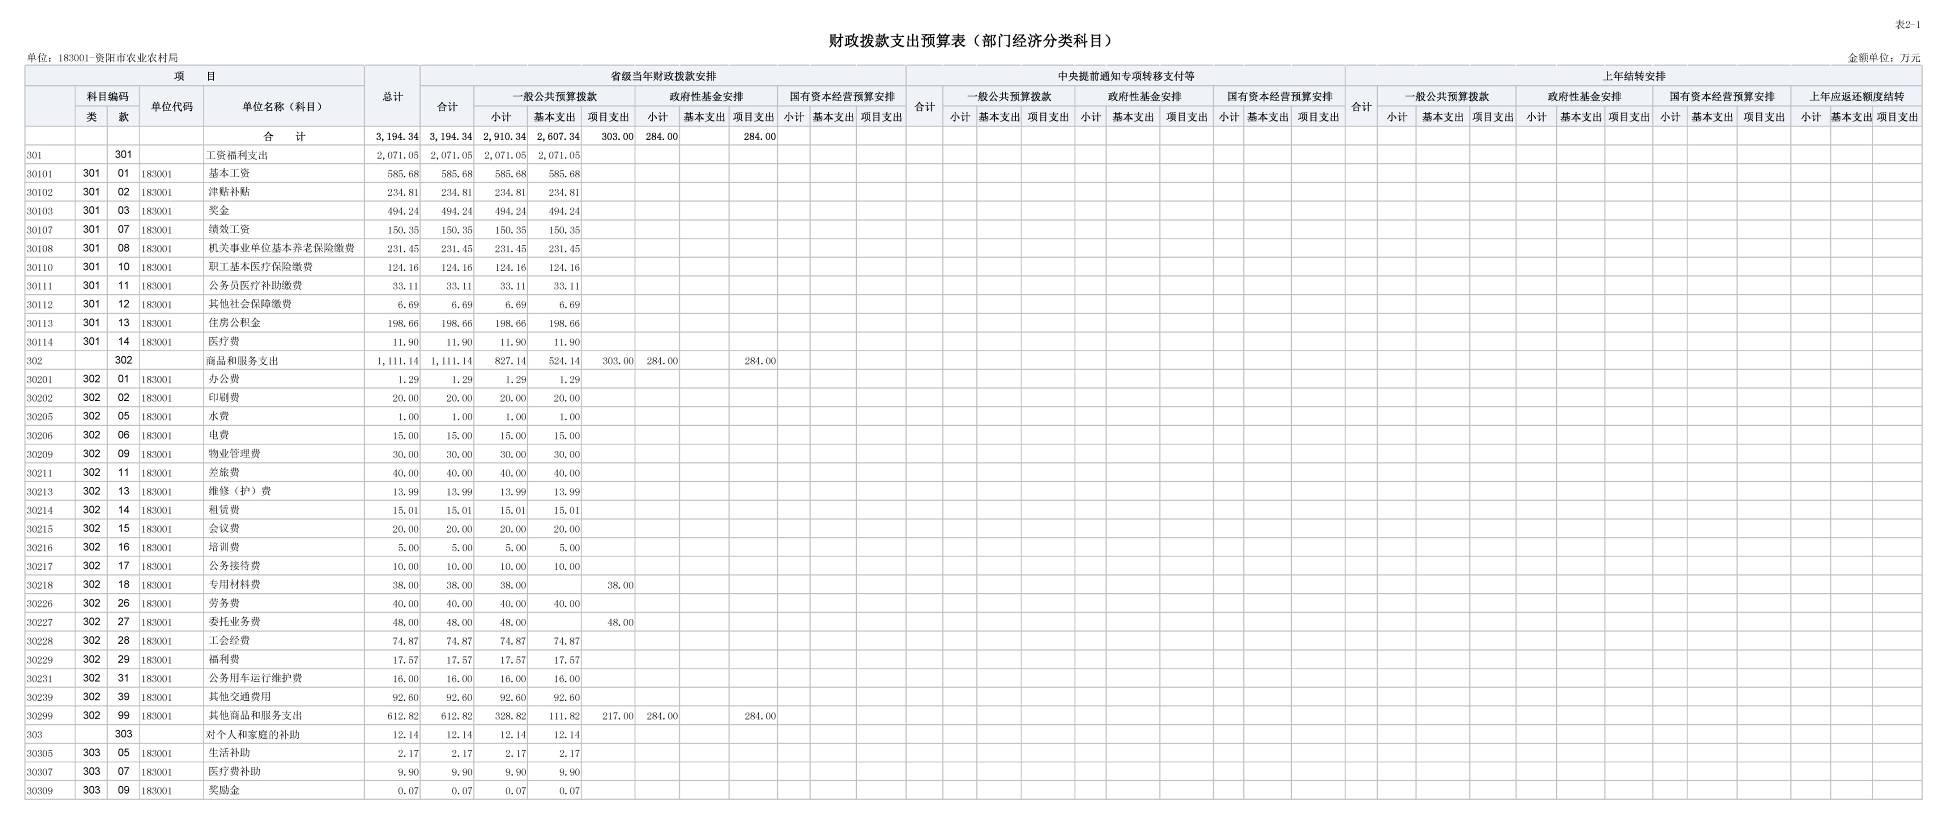 表2-1
财政拨款支出预算表（部门经济分类科目）
单位：183001-资阳市农业农村局 金额单位：万元
项 目 总计 省级当年财政拨款安排 中央提前通知专项转移支付等 上年结转安排
科目编码 单位代码 单位名称（科目） 合计 一般公共预算拨款 政府性基金安排 国有资本经营预算安排 合计 一般公共预算拨款 政府性基金安排 国有资本经营预算安排 合计 一般公共预算拨款 政府性基金安排 国有资本经营预算安排 上年应返还额度结转
类 款 小计 基本支出 项目支出 小计 基本支出 项目支出 小计 基本支出 项目支出 小计 基本支出 项目支出 小计 基本支出 项目支出 小计 基本支出 项目支出 小计 基本支出 项目支出 小计 基本支出 项目支出 小计 基本支出 项目支出 小计 基本支出 项目支出
合 计 3,194.34 3,194.34 2,910.34 2,607.34 303.00 284.00 284.00
301 301 工资福利支出 2,071.05 2,071.05 2,071.05 2,071.05
30101 301 01 183001 基本工资 585.68 585.68 585.68 585.68
30102 301 02 183001 津贴补贴 234.81 234.81 234.81 234.81
30103 301 03 183001 奖金 494.24 494.24 494.24 494.24
30107 301 07 183001 绩效工资 150.35 150.35 150.35 150.35
30108 301 08 183001 机关事业单位基本养老保险缴费 231.45 231.45 231.45 231.45
30110 301 10 183001 职工基本医疗保险缴费 124.16 124.16 124.16 124.16
30111 301 11 183001 公务员医疗补助缴费 33.11 33.11 33.11 33.11
30112 301 12 183001 其他社会保障缴费 6.69 6.69 6.69 6.69
30113 301 13 183001 住房公积金 198.66 198.66 198.66 198.66
30114 301 14 183001 医疗费 11.90 11.90 11.90 11.90
302 302 商品和服务支出 1,111.14 1,111.14 827.14 524.14 303.00 284.00 284.00
30201 302 01 183001 办公费 1.29 1.29 1.29 1.29
30202 302 02 183001 印刷费 20.00 20.00 20.00 20.00
30205 302 05 183001 水费 1.00 1.00 1.00 1.00
30206 302 06 183001 电费 15.00 15.00 15.00 15.00
30209 302 09 183001 物业管理费 30.00 30.00 30.00 30.00
30211 302 11 183001 差旅费 40.00 40.00 40.00 40.00
30213 302 13 183001 维修（护）费 13.99 13.99 13.99 13.99
30214 302 14 183001 租赁费 15.01 15.01 15.01 15.01
30215 302 15 183001 会议费 20.00 20.00 20.00 20.00
30216 302 16 183001 培训费 5.00 5.00 5.00 5.00
30217 302 17 183001 公务接待费 10.00 10.00 10.00 10.00
30218 302 18 183001 专用材料费 38.00 38.00 38.00 38.00
30226 302 26 183001 劳务费 40.00 40.00 40.00 40.00
30227 302 27 183001 委托业务费 48.00 48.00 48.00 48.00
30228 302 28 183001 工会经费 74.87 74.87 74.87 74.87
30229 302 29 183001 福利费 17.57 17.57 17.57 17.57
30231 302 31 183001 公务用车运行维护费 16.00 16.00 16.00 16.00
30239 302 39 183001 其他交通费用 92.60 92.60 92.60 92.60
30299 302 99 183001 其他商品和服务支出 612.82 612.82 328.82 111.82 217.00 284.00 284.00
303 303 对个人和家庭的补助 12.14 12.14 12.14 12.14
30305 303 05 183001 生活补助 2.17 2.17 2.17 2.17
30307 303 07 183001 医疗费补助 9.90 9.90 9.90 9.90
30309 303 09 183001 奖励金 0.07 0.07 0.07 0.07